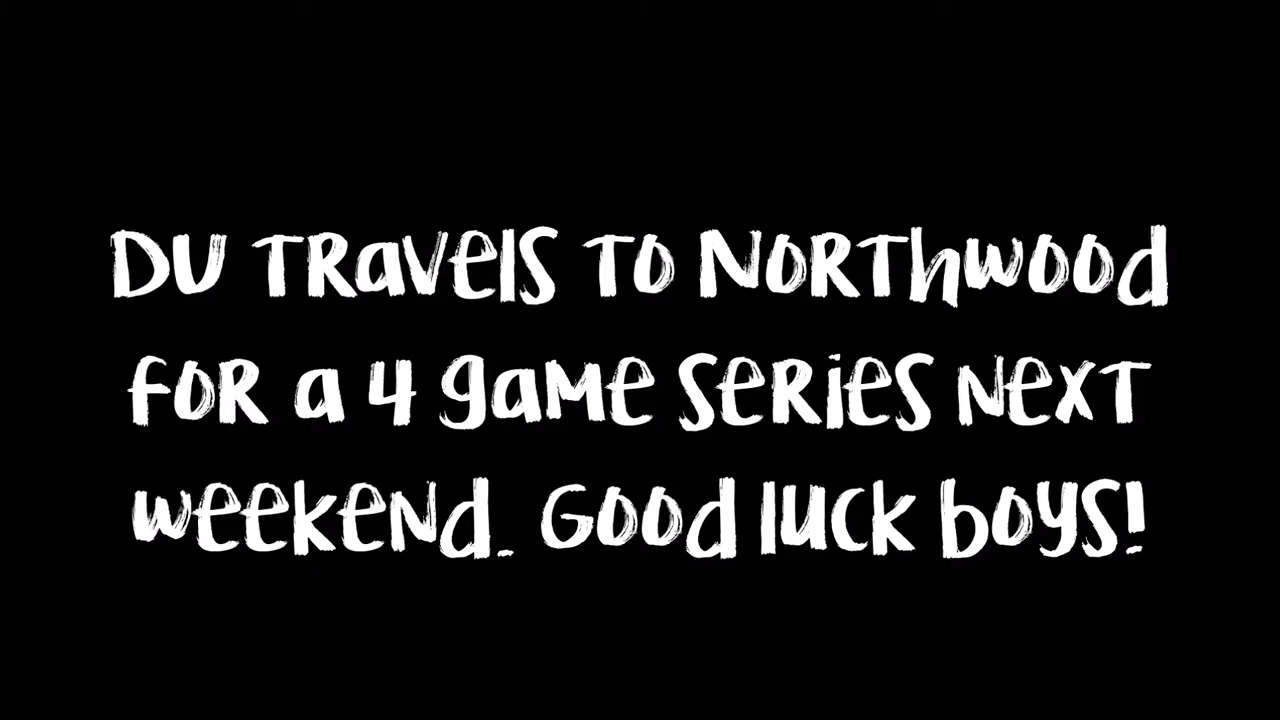 DU Travels to Northwood
for a 4 game series next
weekend. Good luck boys!